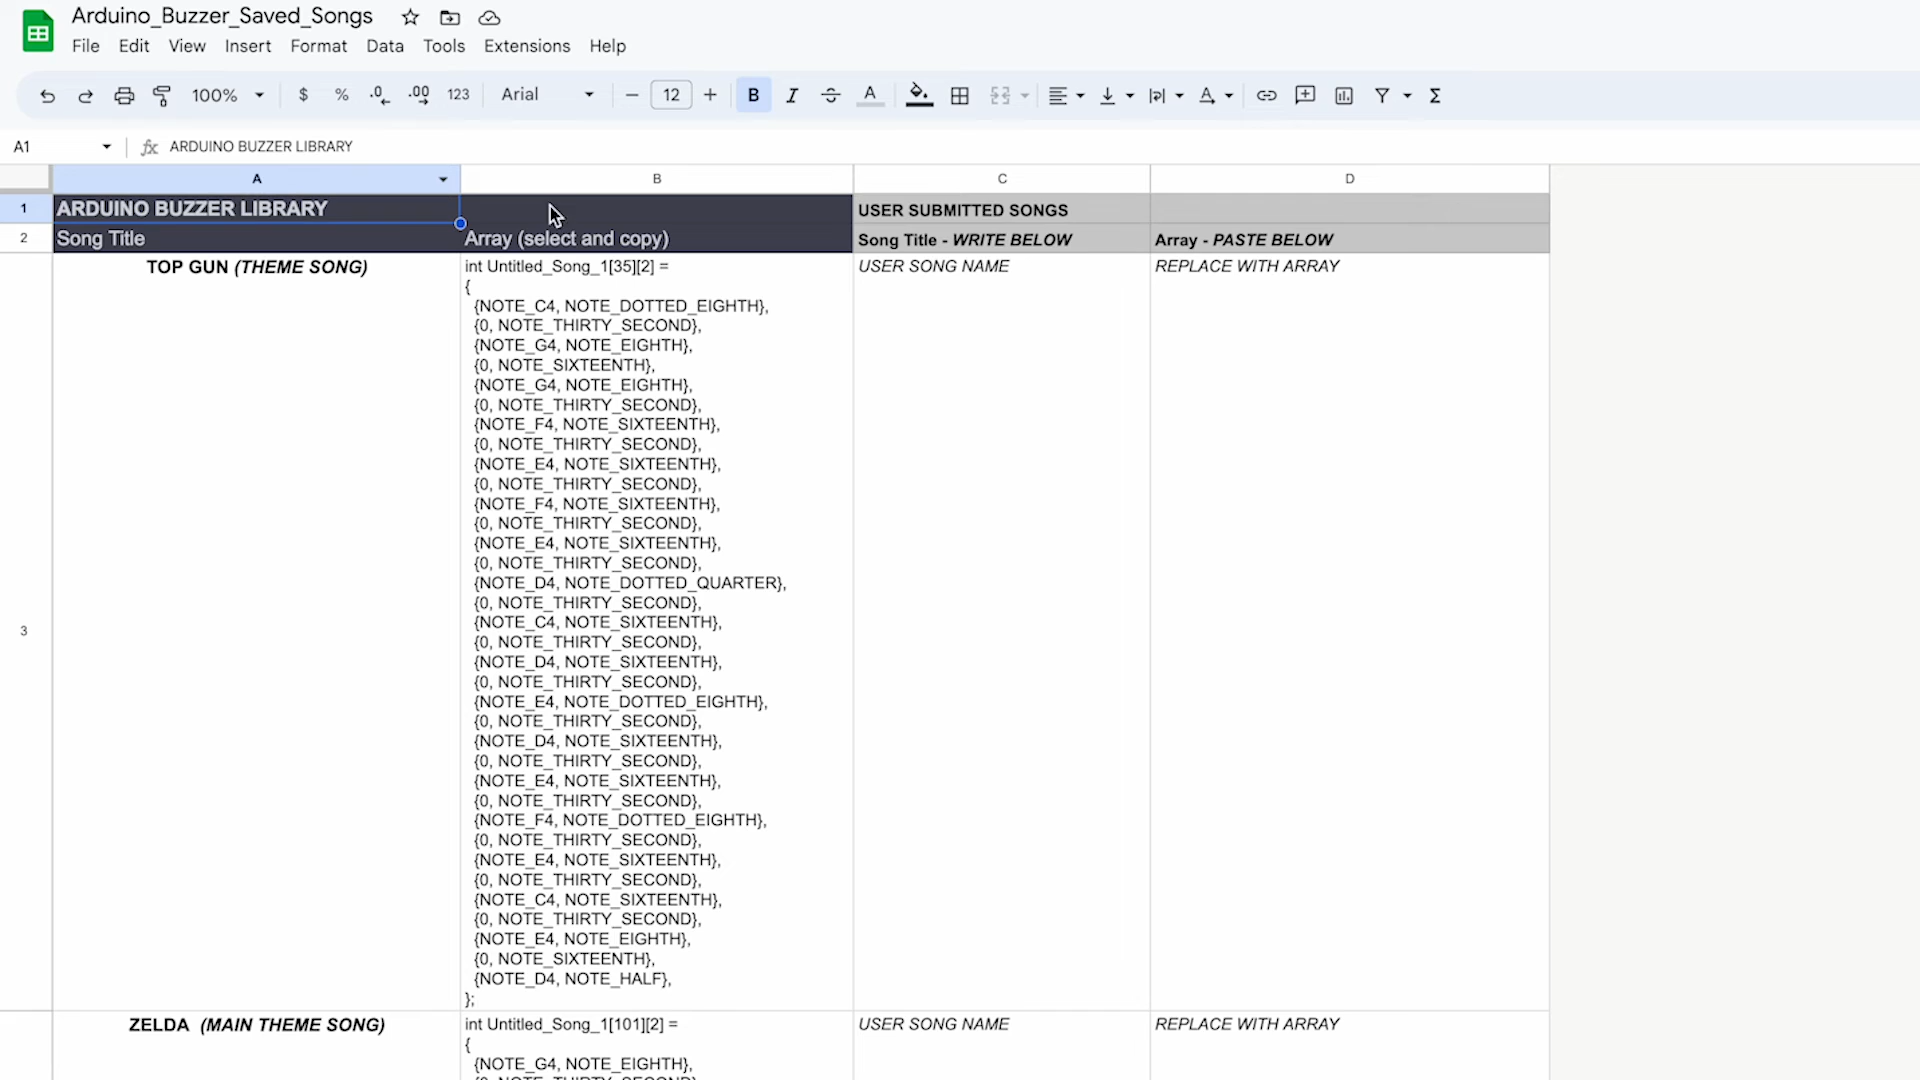 Arduino_Buzzer_Saved_Songs
File Edit View Insert Format Data Tools Extensions Help
100% $ % .0 .00 123 Arial 12 B I S A Σ
A1 fx ARDUINO BUZZER LIBRARY
A B C D
1 ARDUINO BUZZER LIBRARY USER SUBMITTED SONGS
2 Song Title Array (select and copy) Song Title - WRITE BELOW Array - PASTE BELOW
TOP GUN (THEME SONG) int Untitled_Song_1[35][2] = USER SONG NAME REPLACE WITH ARRAY
{
{NOTE_C4, NOTE_DOTTED_EIGHTH},
{0, NOTE_THIRTY_SECOND},
{NOTE_G4, NOTE_EIGHTH},
{0, NOTE_SIXTEENTH},
{NOTE_G4, NOTE_EIGHTH},
{0, NOTE_THIRTY_SECOND},
{NOTE_F4, NOTE_SIXTEENTH},
{0, NOTE_THIRTY_SECOND},
{NOTE_E4, NOTE_SIXTEENTH},
{0, NOTE_THIRTY_SECOND},
{NOTE_F4, NOTE_SIXTEENTH},
{0, NOTE_THIRTY_SECOND},
{NOTE_E4, NOTE_SIXTEENTH},
{0, NOTE_THIRTY_SECOND},
{NOTE_D4, NOTE_DOTTED_QUARTER},
{0, NOTE_THIRTY_SECOND},
{NOTE_C4, NOTE_SIXTEENTH},
3
{0, NOTE_THIRTY_SECOND},
{NOTE_D4, NOTE_SIXTEENTH},
{0, NOTE_THIRTY_SECOND},
{NOTE_E4, NOTE_DOTTED_EIGHTH},
{0, NOTE_THIRTY_SECOND},
{NOTE_D4, NOTE_SIXTEENTH},
{0, NOTE_THIRTY_SECOND},
{NOTE_E4, NOTE_SIXTEENTH},
{0, NOTE_THIRTY_SECOND},
{NOTE_F4, NOTE_DOTTED_EIGHTH},
{0, NOTE_THIRTY_SECOND},
{NOTE_E4, NOTE_SIXTEENTH},
{0, NOTE_THIRTY_SECOND},
{NOTE_C4, NOTE_SIXTEENTH},
{0, NOTE_THIRTY_SECOND},
{NOTE_E4, NOTE_EIGHTH},
{0, NOTE_SIXTEENTH},
{NOTE_D4, NOTE_HALF},
};
ZELDA (MAIN THEME SONG) int Untitled_Song_1[101][2] = USER SONG NAME REPLACE WITH ARRAY
{
{NOTE_G4, NOTE_EIGHTH},